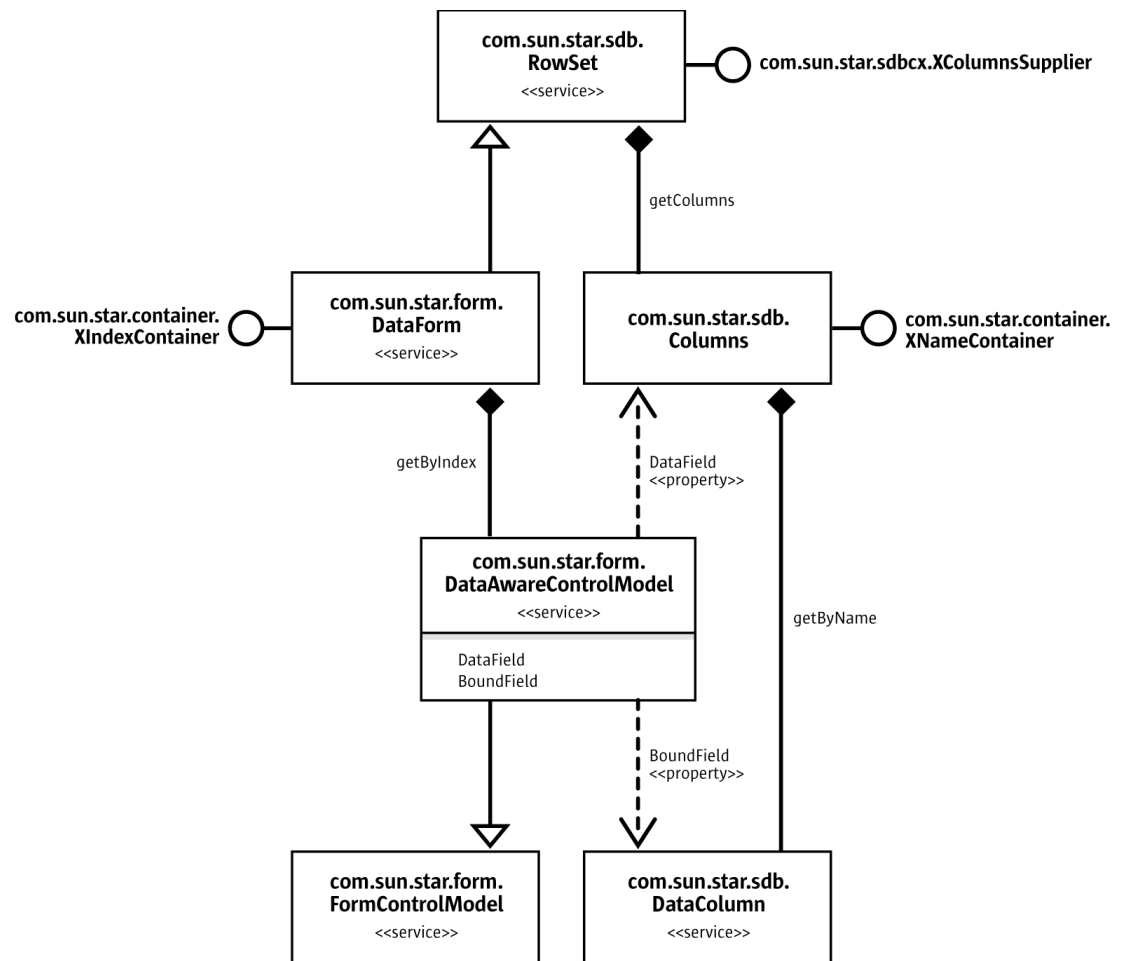 com.sun.star.sdb.
RowSet
<<service>>
com.sun.star.sdbcx.XColumnsSupplier
getColumns
com.sun.star.container.
XIndexContainer
com.sun.star.form.
DataForm
<<service>>
com.sun.star.sdb.
Columns
com.sun.star.container.
XNameContainer
getByIndex
DataField
<<property>>
com.sun.star.form.
DataAwareControlModel
<<service>>
DataField
BoundField
getByName
BoundField
<<property>>
com.sun.star.form.
FormControlModel
<<service>>
com.sun.star.sdb.
DataColumn
<<service>>